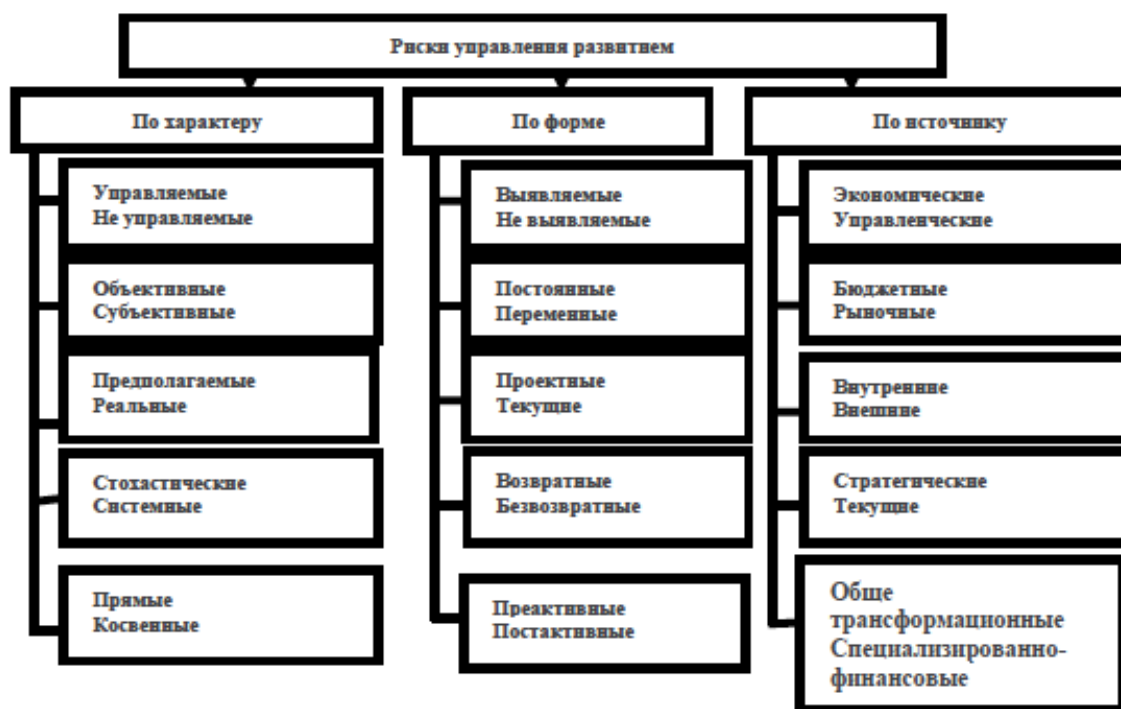 Риски управления развитием
По характеру
Управляемые
Не управляемые
Объективные
Субъективные
Предполагаемые
Реальные
Стохастические
Системные
Прямые
Косвенные
По форме
Выявляемые
Не выявляемые
Постоянные
Переменные
Проектные
Текущие
Возвратные
Безвозвратные
Преактивные
Постактивные
По источнику
Экономические
Управленческие
Бюджетные
Рыночные
Внутренние
Внешние
Стратегические
Текущие
Обще
трансформационные
Специализированно-
финансовые